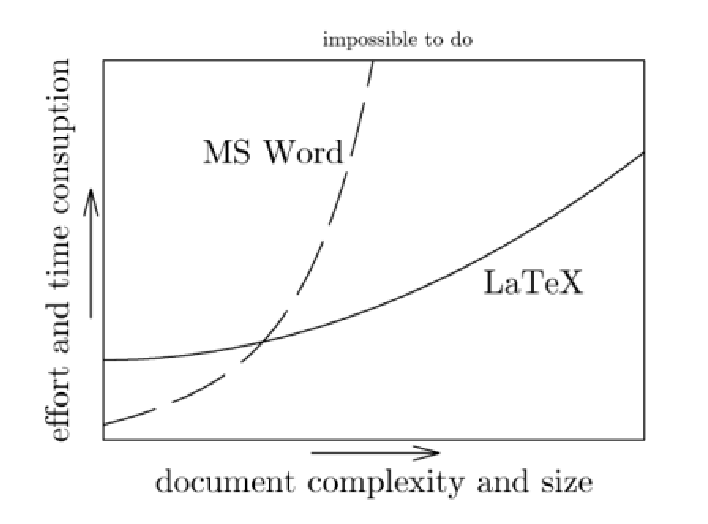 impossible to do
MS Word
LaTeX
effort and time consuption
document complexity and size